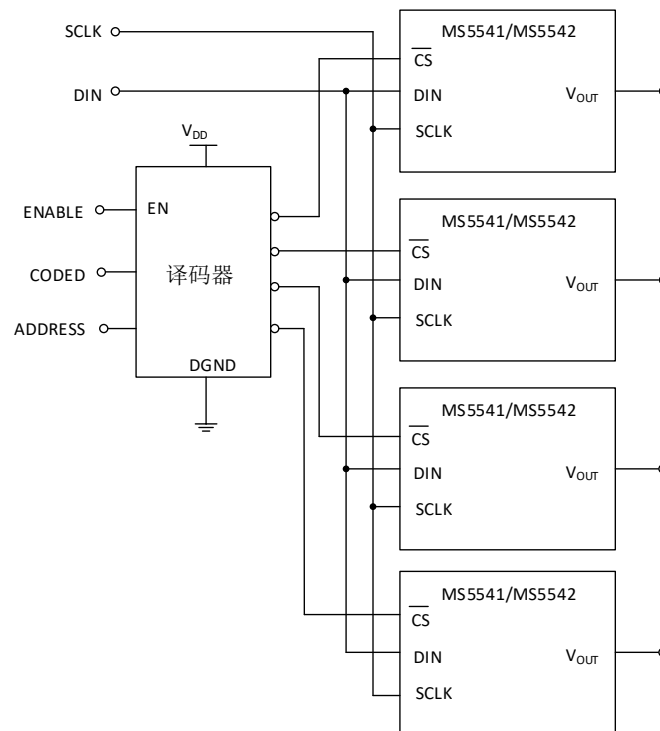 SCLK
DIN
V_DD
ENABLE
EN
CODED
译码器
ADDRESS
DGND
MS5541/MS5542
CS
DIN
V_OUT
SCLK
MS5541/MS5542
CS
DIN
V_OUT
SCLK
MS5541/MS5542
CS
DIN
V_OUT
SCLK
MS5541/MS5542
CS
DIN
V_OUT
SCLK